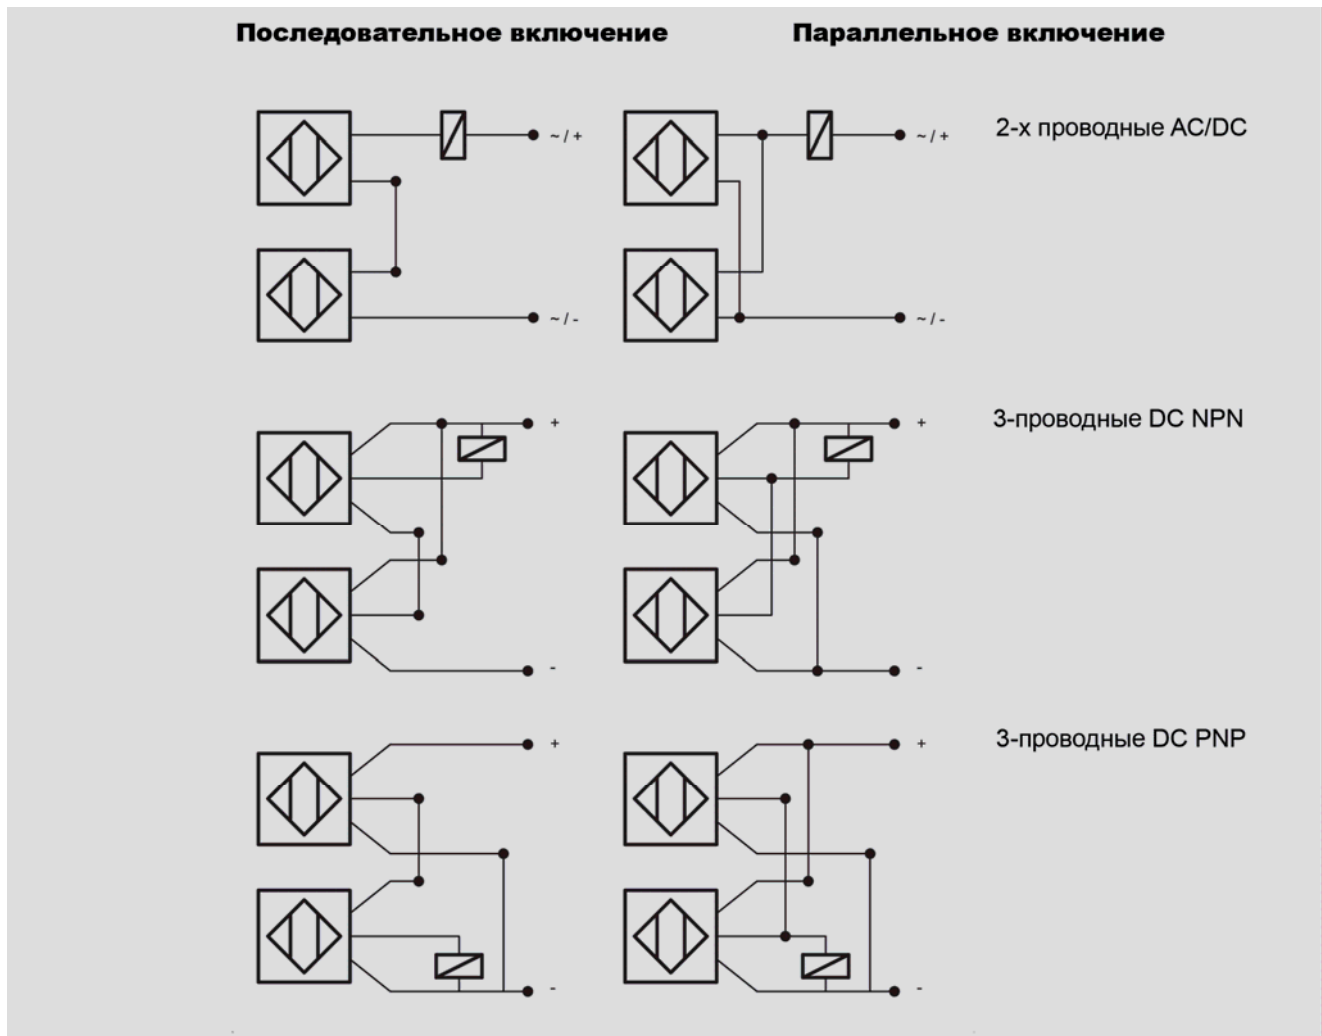 Последовательное включение
Параллельное включение
~ / +
~ / +
2-х проводные AC/DC
~ / -
~ / -
+
+
3-проводные DC NPN
-
-
+
+
3-проводные DC PNP
-
-